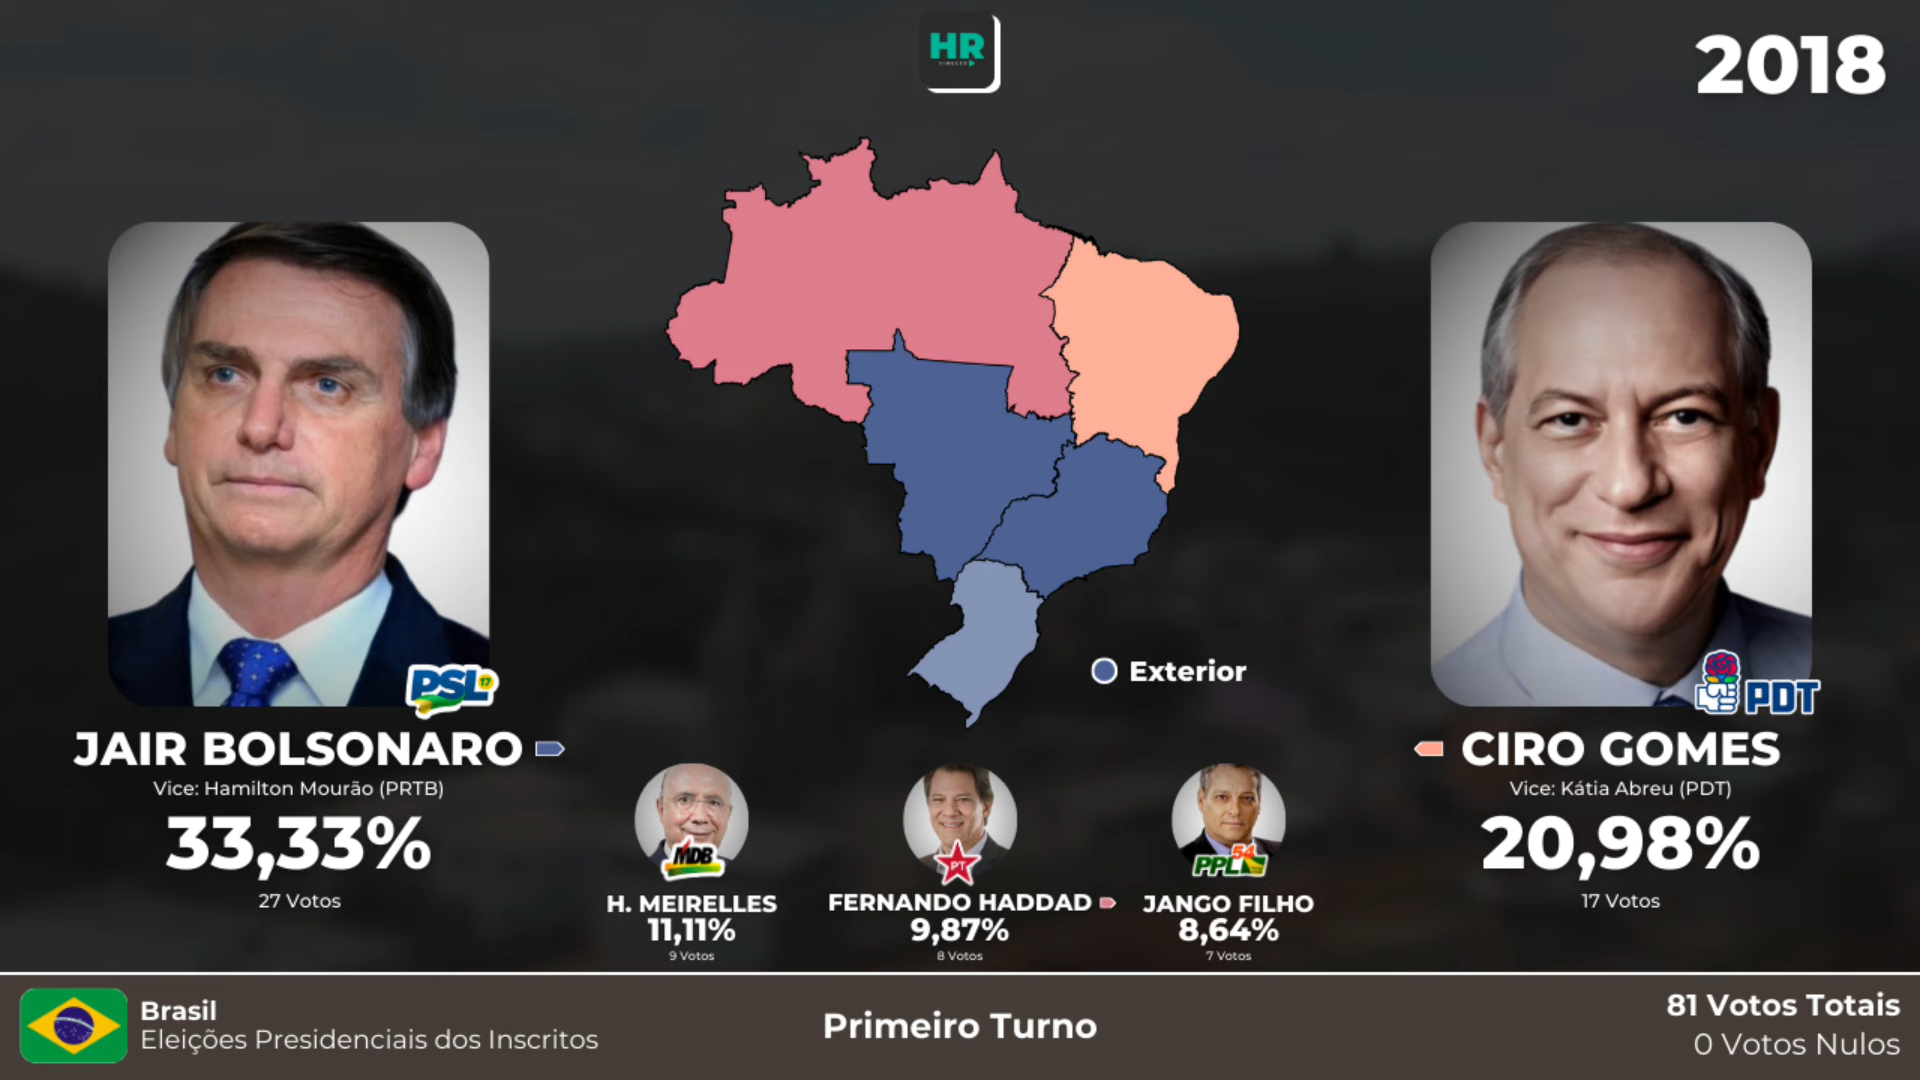 HR
2018
PSL 17
PDT
Exterior
JAIR BOLSONARO
Vice: Hamilton Mourão (PRTB)
33,33%
27 Votos
CIRO GOMES
Vice: Kátia Abreu (PDT)
20,98%
17 Votos
MDB
H. MEIRELLES
11,11%
9 Votos
PT
FERNANDO HADDAD
9,87%
8 Votos
54
PPL
JANGO FILHO
8,64%
7 Votos
Brasil
Eleições Presidenciais dos Inscritos
Primeiro Turno
81 Votos Totais
0 Votos Nulos